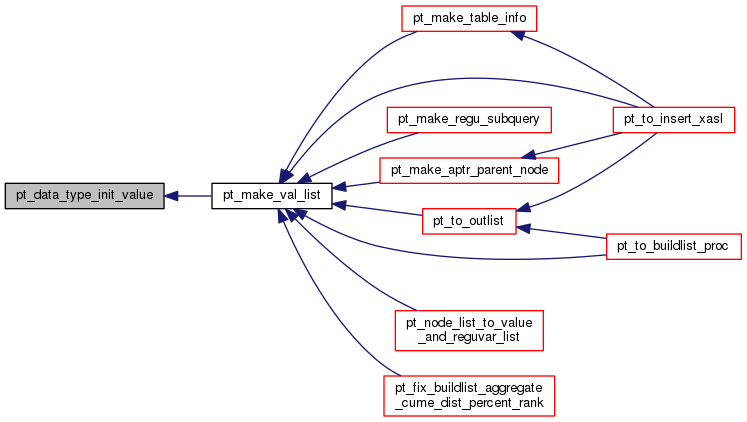 pt_make_table_info
pt_to_insert_xasl
pt_make_regu_subquery
pt_make_aptr_parent_node
pt_data_type_init_value
pt_make_val_list
pt_to_outlist
pt_to_buildlist_proc
pt_node_list_to_value
_and_reguvar_list
pt_fix_buildlist_aggregate
_cume_dist_percent_rank